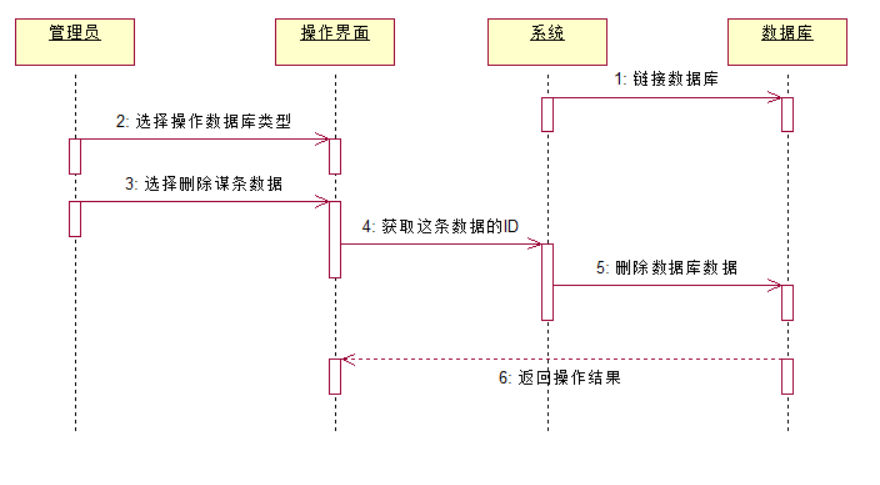 管理员
操作界面
系统
数据库
1: 链接数据库
2: 选择操作数据库类型
3: 选择删除谋条数据
4: 获取这条数据的ID
5: 删除数据库数据
6: 返回操作结果